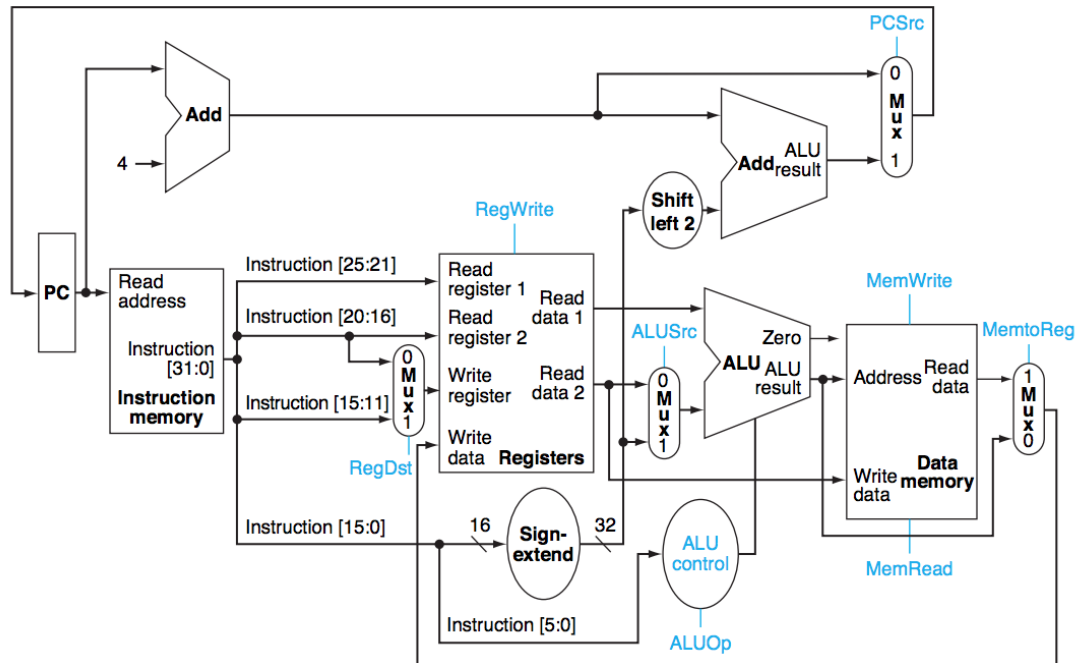 PCSrc
0
M
u
x
1
Add
4
Add
ALU
result
Shift
left 2
RegWrite
PC
Read
address
Instruction
[31:0]
Instruction
memory
Instruction [25:21]
Instruction [20:16]
Instruction [15:11]
0
M
u
x
1
RegDst
Read
register 1
Read
register 2
Write
register
Write
data
Read
data 1
Read
data 2
Registers
ALUSrc
0
M
u
x
1
Zero
ALU
ALU
result
MemWrite
Address
Read
data
Write
data
Data
memory
MemRead
MemtoReg
1
M
u
x
0
Instruction [15:0]
16
Sign-
extend
32
ALU
control
ALUOp
Instruction [5:0]